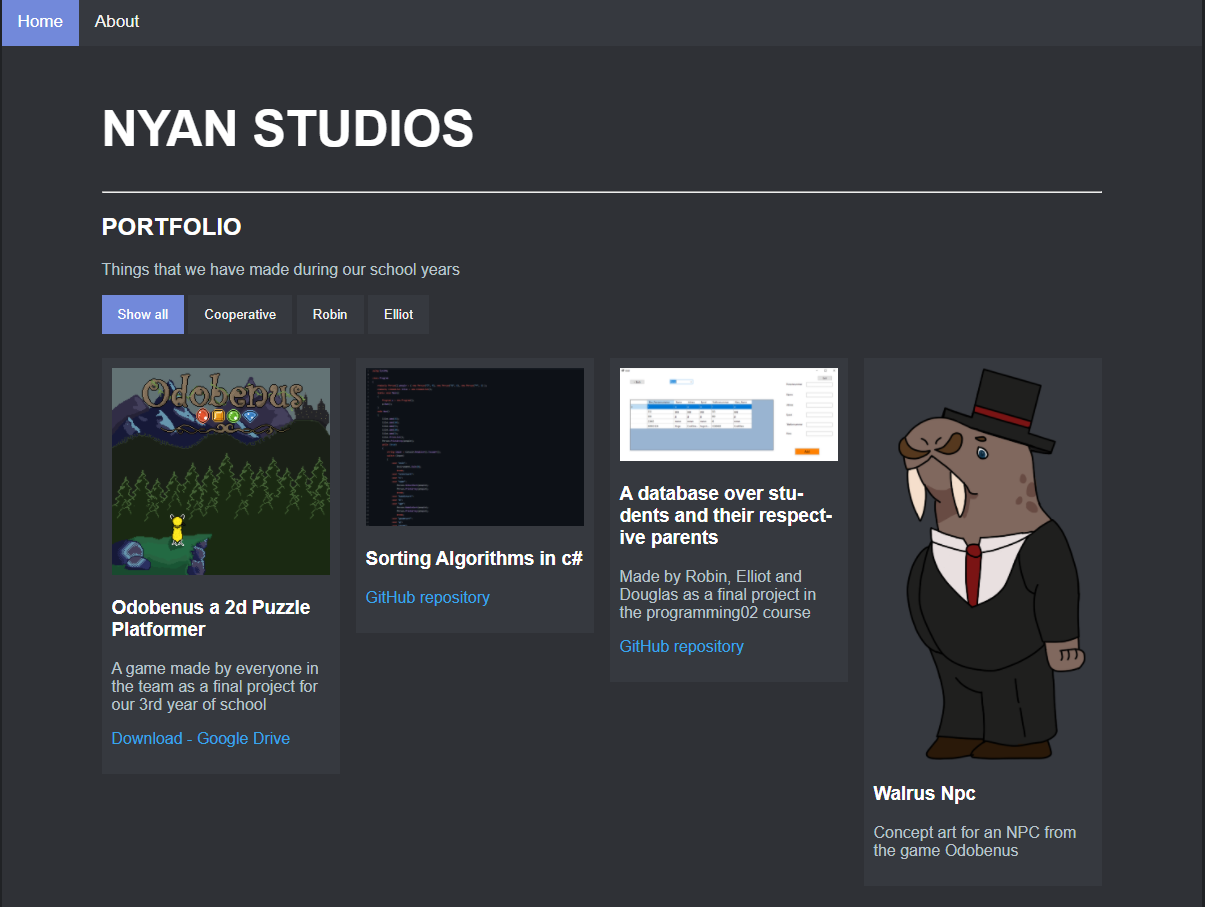 Home About
NYAN STUDIOS
PORTFOLIO
Things that we have made during our school years
Show all Cooperative Robin Elliot
Odobenus
Odobenus a 2d Puzzle
Platformer
A game made by everyone in
the team as a final project for
our 3rd year of school
Download - Google Drive
Sorting Algorithms in c#
GitHub repository
A database over stu-
dents and their respect-
ive parents
Made by Robin, Elliot and
Douglas as a final project in
the programming02 course
GitHub repository
Walrus Npc
Concept art for an NPC from
the game Odobenus